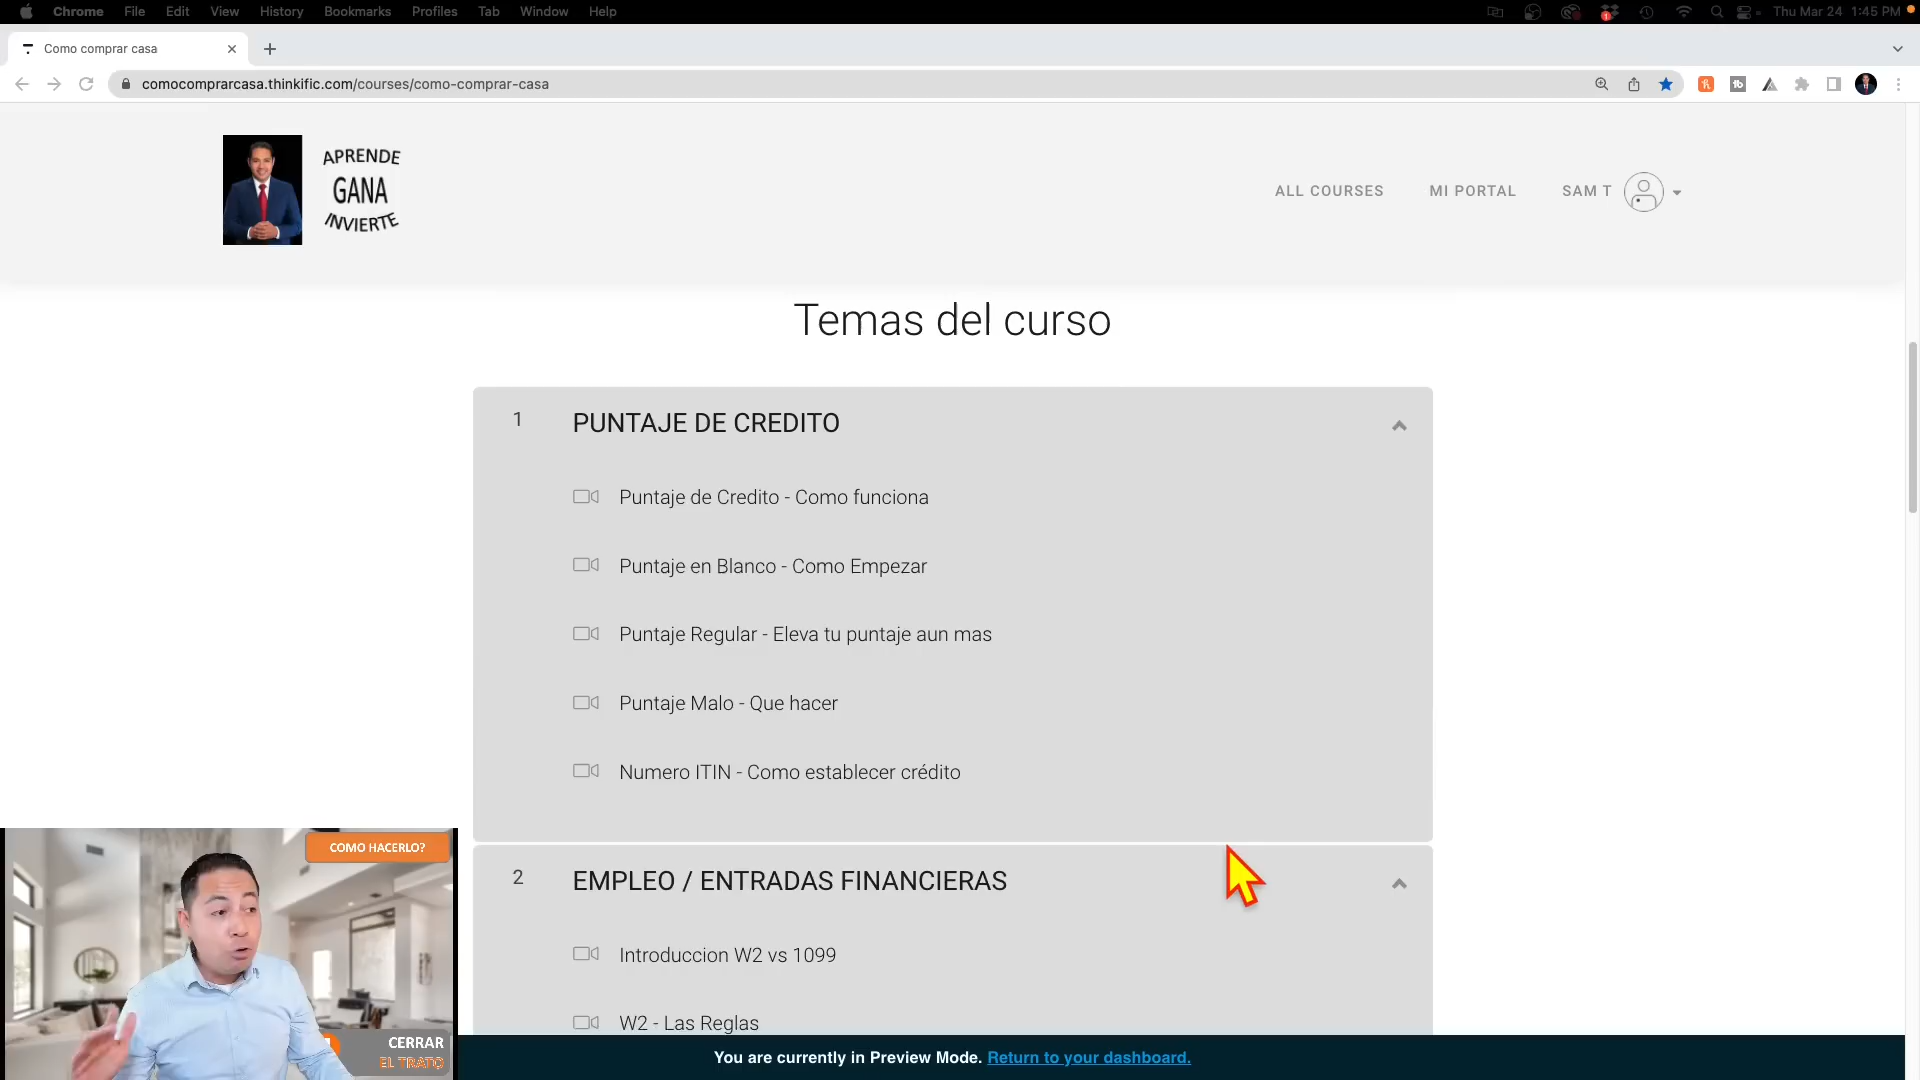 Chrome File Edit View History Bookmarks Profiles Tab Window Help
Thu Mar 24 1:45 PM
Como comprar casa
comocomprarcasa.thinkific.com/courses/como-comprar-casa
APRENDE
GANA
INVIERTE
ALL COURSES
MI PORTAL
SAM T
Temas del curso
1 PUNTAJE DE CREDITO
Puntaje de Credito - Como funciona
Puntaje en Blanco - Como Empezar
Puntaje Regular - Eleva tu puntaje aun mas
Puntaje Malo - Que hacer
Numero ITIN - Como establecer crédito
2 EMPLEO / ENTRADAS FINANCIERAS
Introduccion W2 vs 1099
W2 - Las Reglas
COMO HACERLO?
CERRAR
EL TRATO
You are currently in Preview Mode. Return to your dashboard.